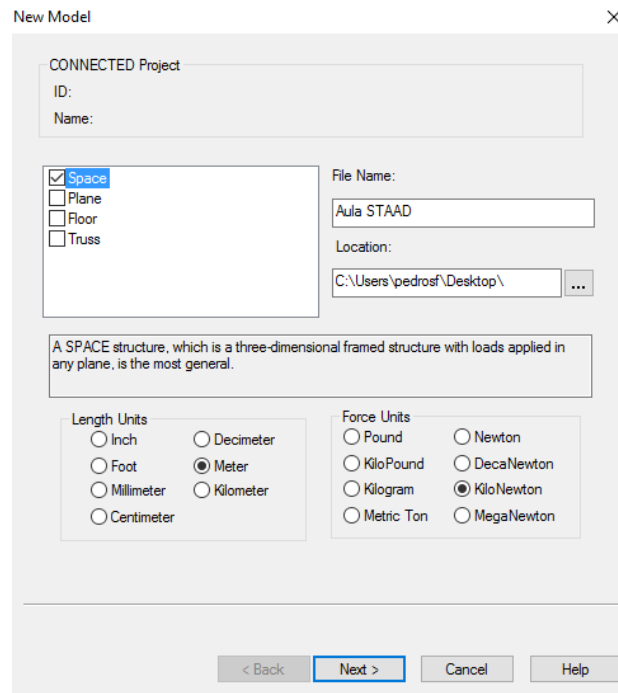 New Model
CONNECTED Project
ID:
Name:
Space
Plane
Floor
Truss
File Name:
Aula STAAD
Location:
C:\Users\pedrosf\Desktop\
...
A SPACE structure, which is a three-dimensional framed structure with loads applied in
any plane, is the most general.
Length Units
Inch
Decimeter
Foot
Meter
Millimeter
Kilometer
Centimeter
Force Units
Pound
Newton
KiloPound
DecaNewton
Kilogram
KiloNewton
Metric Ton
MegaNewton
< Back
Next >
Cancel
Help